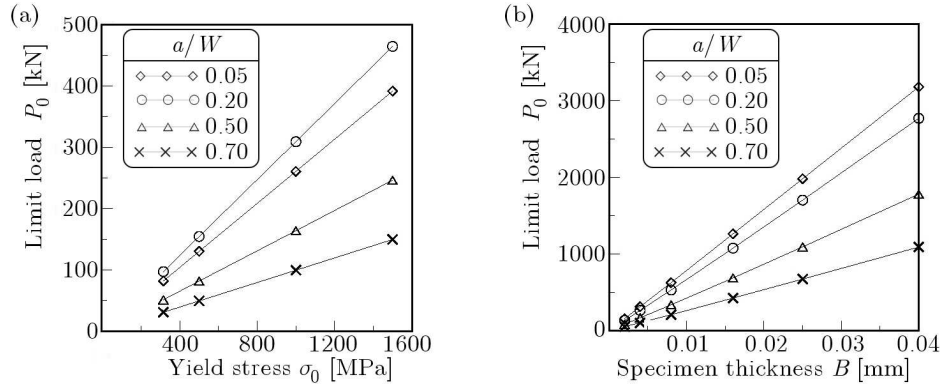 (a)
500
400
300
200
100
0
Limit load P₀ [kN]
a/W
0.05
0.20
0.50
0.70
400 800 1200 1600
Yield stress σ₀ [MPa]
(b)
4000
3000
2000
1000
0
Limit load P₀ [kN]
a/W
0.05
0.20
0.50
0.70
0.01 0.02 0.03 0.04
Specimen thickness B [mm]